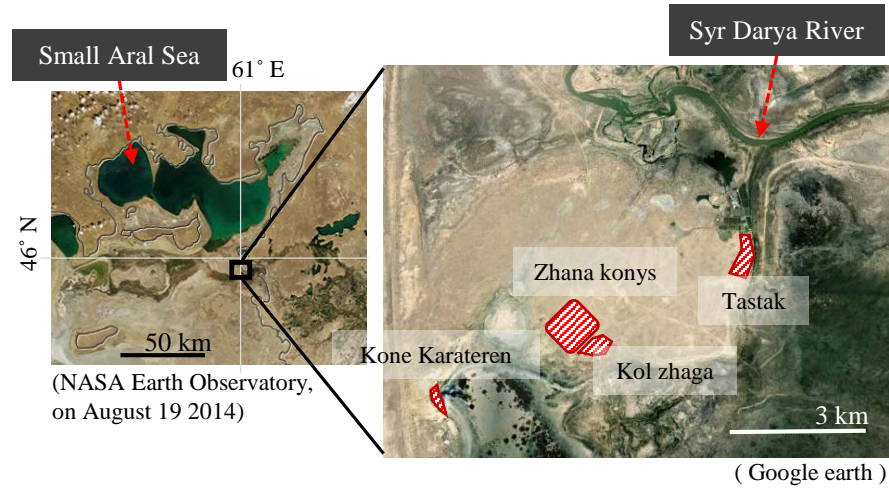 Small Aral Sea
Syr Darya River
61° E
46° N
50 km
(NASA Earth Observatory,
on August 19 2014)
Zhana konys
Tastak
Kone Karateren
Kol zhaga
3 km
( Google earth )